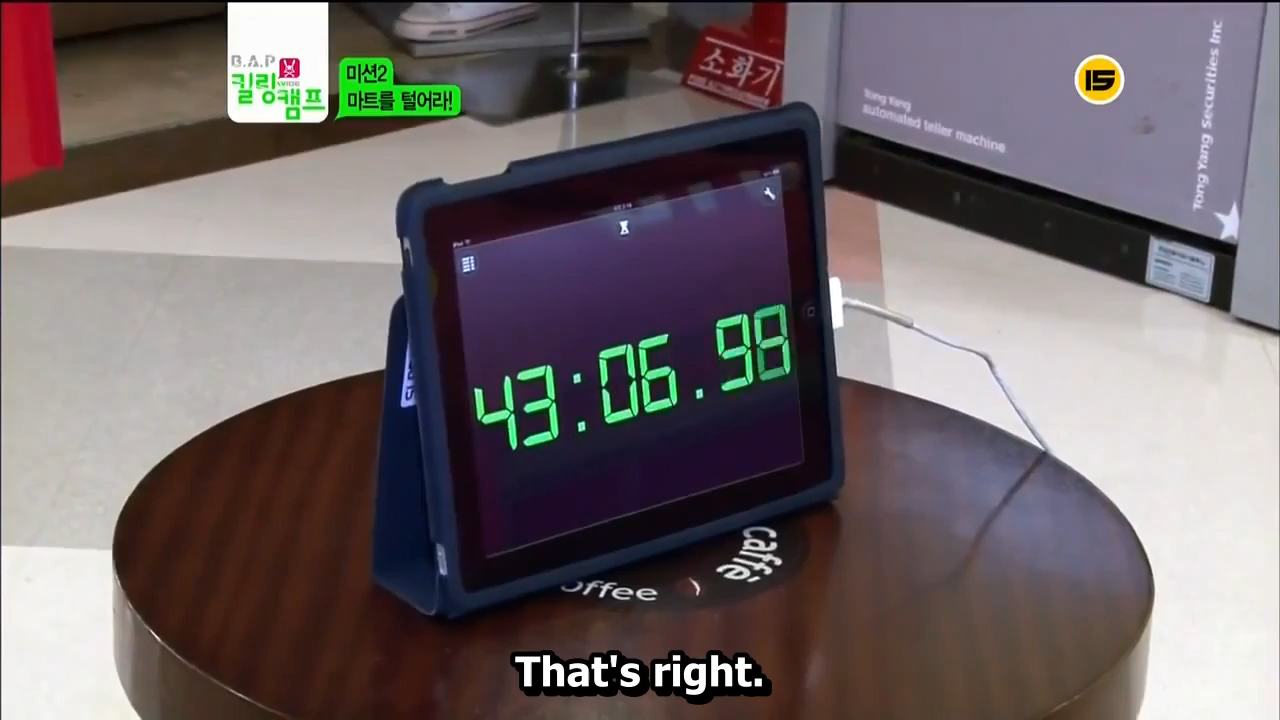 B.A.P
킬링
캠프
미션2
마트를 털어라!
소화기
15
Tong Yang
automated teller machine
Tong Yang Securities Inc
43:06.98
caffè
offee
That's right.